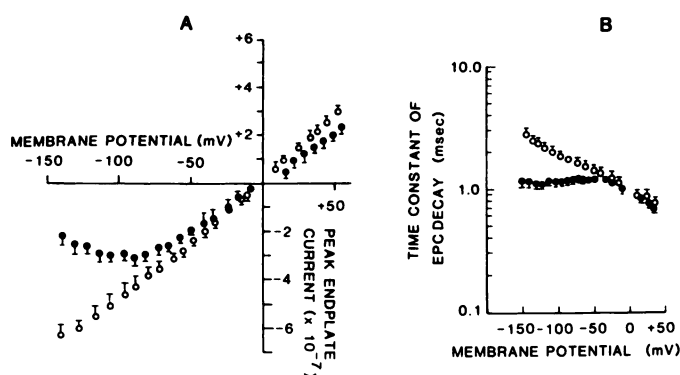 A
B
+6
+4
+2
MEMBRANE POTENTIAL (mV)
-150 -100 -50
+50
-2
-4
-6
PEAK ENDPLATE
CURRENT (x 10⁻⁷
10.0
1.0
0.1
TIME CONSTANT OF
EPC DECAY (msec)
-150 -100 -50 0 +50
MEMBRANE POTENTIAL (mV)